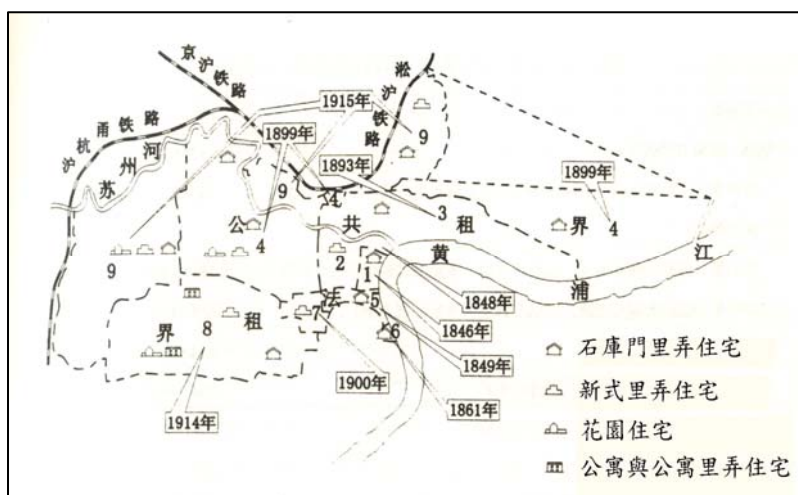 京沪铁路
淞沪铁路
沪杭甬铁路
苏州河
1915年
1899年
1893年
1899年
9
9
4
3
4
公共租界
4
9
2
1
黄浦江
1848年
1846年
1849年
1861年
1900年
1914年
法租界
5
6
7
8
石庫門里弄住宅
新式里弄住宅
花園住宅
公寓與公寓里弄住宅